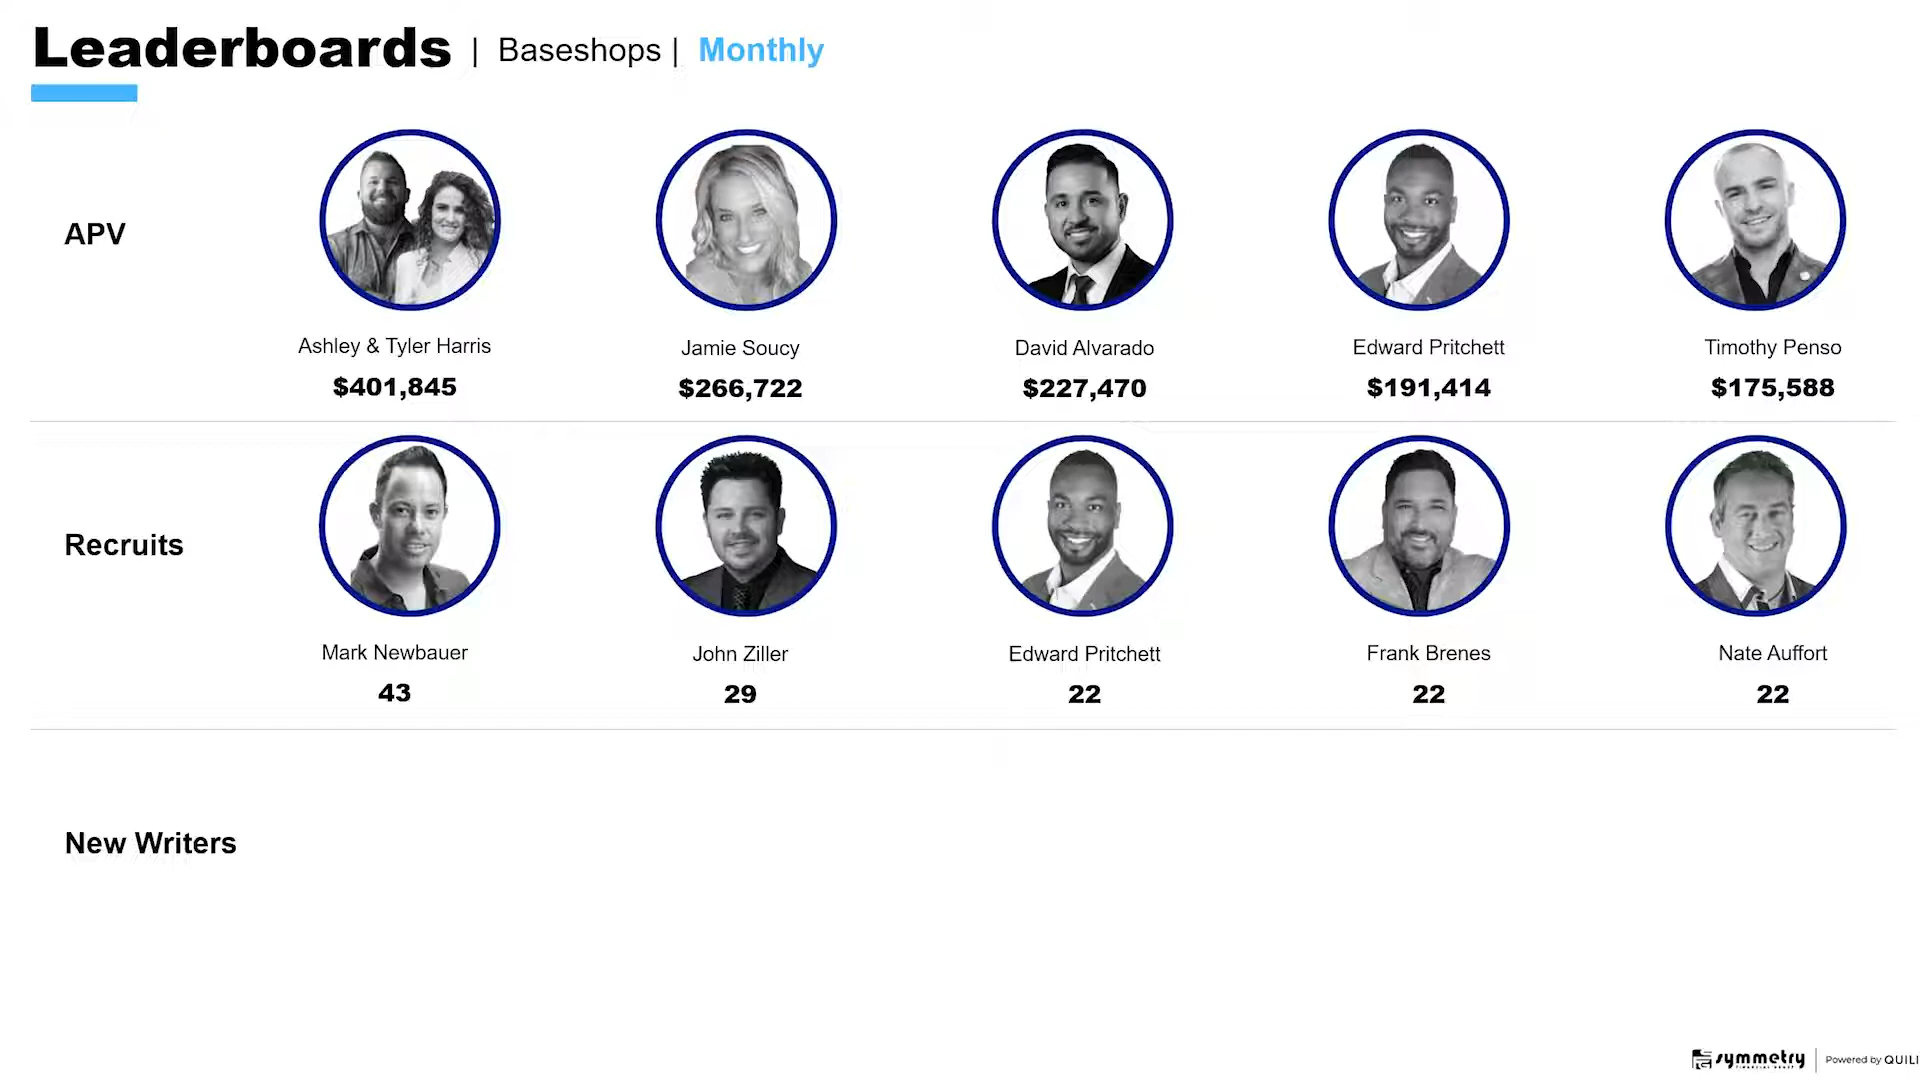 Leaderboards | Baseshops | Monthly
APV
Ashley & Tyler Harris
Jamie Soucy
David Alvarado
Edward Pritchett
Timothy Penso
$401,845
$266,722
$227,470
$191,414
$175,588
Recruits
Mark Newbauer
John Ziller
Edward Pritchett
Frank Brenes
Nate Auffort
43
29
22
22
22
New Writers
symmetry
FINANCIAL GROUP
Powered by QUILI